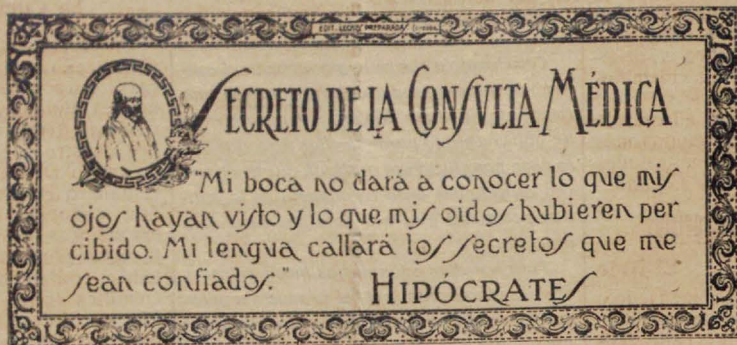 SECRETO DE LA CONSVLTA MÉDICA
"Mi boca no dará a conocer lo que mis
ojos hayan visto y lo que mis oidos hubieren per
cibido. Mi lengua callará los secretos que me
sean confiados."
HIPÓCRATES